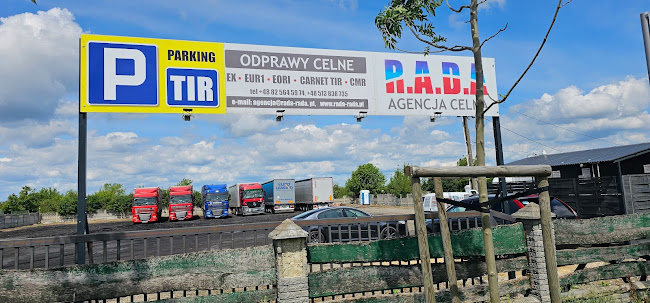 P
PARKING
TIR
ODPRAWY CELNE
EX • EUR1 • EORI • CARNET TIR • CMR
e-mail: agencja@rada-rada.pl, www.rada-rada.pl
R.A.D.A
AGENCJA CELNA